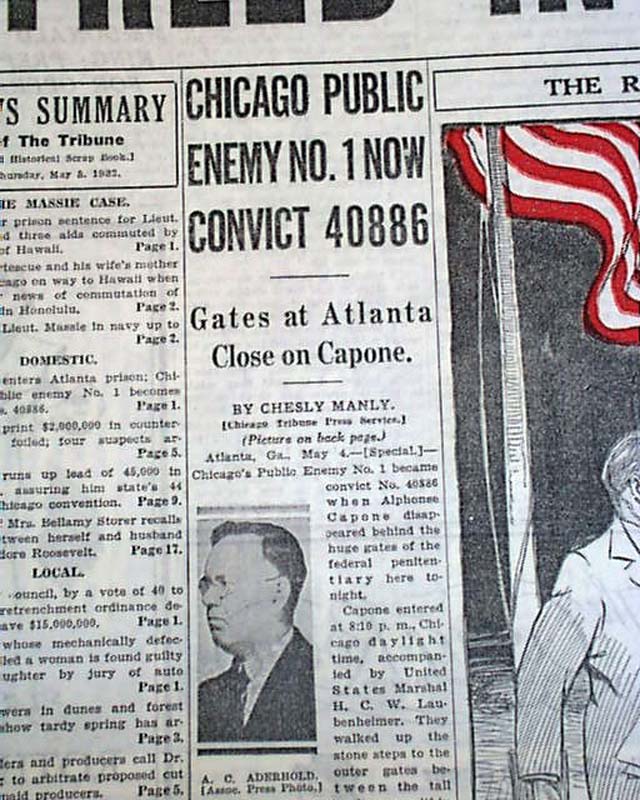 'S SUMMARY
f The Tribune
Historical Scrap Book.]
hursday, May 5, 1932.
HE MASSIE CASE.
r prison sentence for Lieut.
d three aids commuted by
of Hawaii. Page 1.
rtescue and his wife's mother
cago on way to Hawaii when
news of commutation of
in Honolulu. Page 2.
Lieut. Massie in navy up to
Page 2.
DOMESTIC.
enters Atlanta prison; Chi-
blic enemy No. 1 becomes
. 40886. Page 1.
print $2,000,000 in counter-
foiled; four suspects ar-
Page 5.
runs up lead of 45,000 in
assuring him state's 44
hicago convention. Page 9.
Mrs. Bellamy Storer recalls
tween herself and husband
dore Roosevelt. Page 17.
LOCAL.
ouncil, by a vote of 40 to
retrenchment ordinance de-
ave $15,000,000. Page 1.
whose mechanically defec-
lled a woman is found guilty
ughter by jury of auto
Page 1.
wers in dunes and forest
show tardy spring has ar-
Page 3.
ders and producers call Dr.
to arbitrate proposed cut
naid producers. Page 5.
CHICAGO PUBLIC
ENEMY NO. 1 NOW
CONVICT 40886
Gates at Atlanta
Close on Capone.
BY CHESLY MANLY.
[Chicago Tribune Press Service.]
(Picture on back page.)
Atlanta, Ga., May 4.—[Special.]—
Chicago's Public Enemy No. 1 became
convict No. 40886
when Alphonse
Capone disap-
peared behind the
huge gates of the
federal peniten-
tiary here to-
night.
Capone entered
at 8:10 p. m., Chi-
cago daylight
time, accompan-
ied by United
States Marshal
H. C. W. Lau-
benheimer. They
walked up the
stone steps to the
outer gates be-
tween the tall
A. C. ADERHOLD.
[Assoc. Press Photo.]
THE R